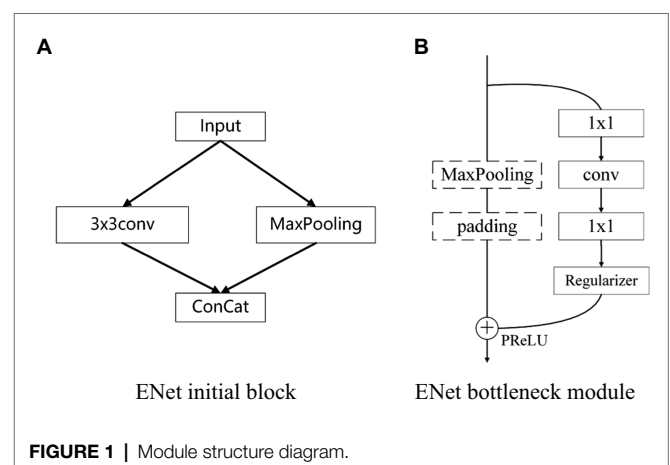 A
Input
3x3conv
MaxPooling
ConCat
ENet initial block
B
1x1
MaxPooling
conv
padding
1x1
Regularizer
+
PReLU
ENet bottleneck module
FIGURE 1 | Module structure diagram.